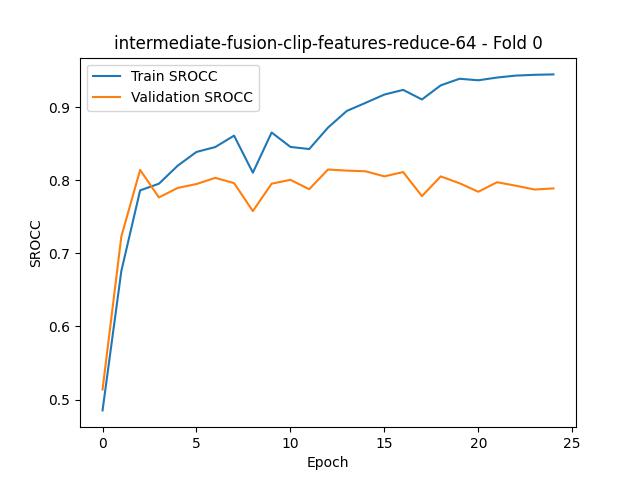 intermediate-fusion-clip-features-reduce-64 - Fold 0
Train SROCC
Validation SROCC
0.9
0.8
0.7
0.6
0.5
SROCC
0 5 10 15 20 25
Epoch